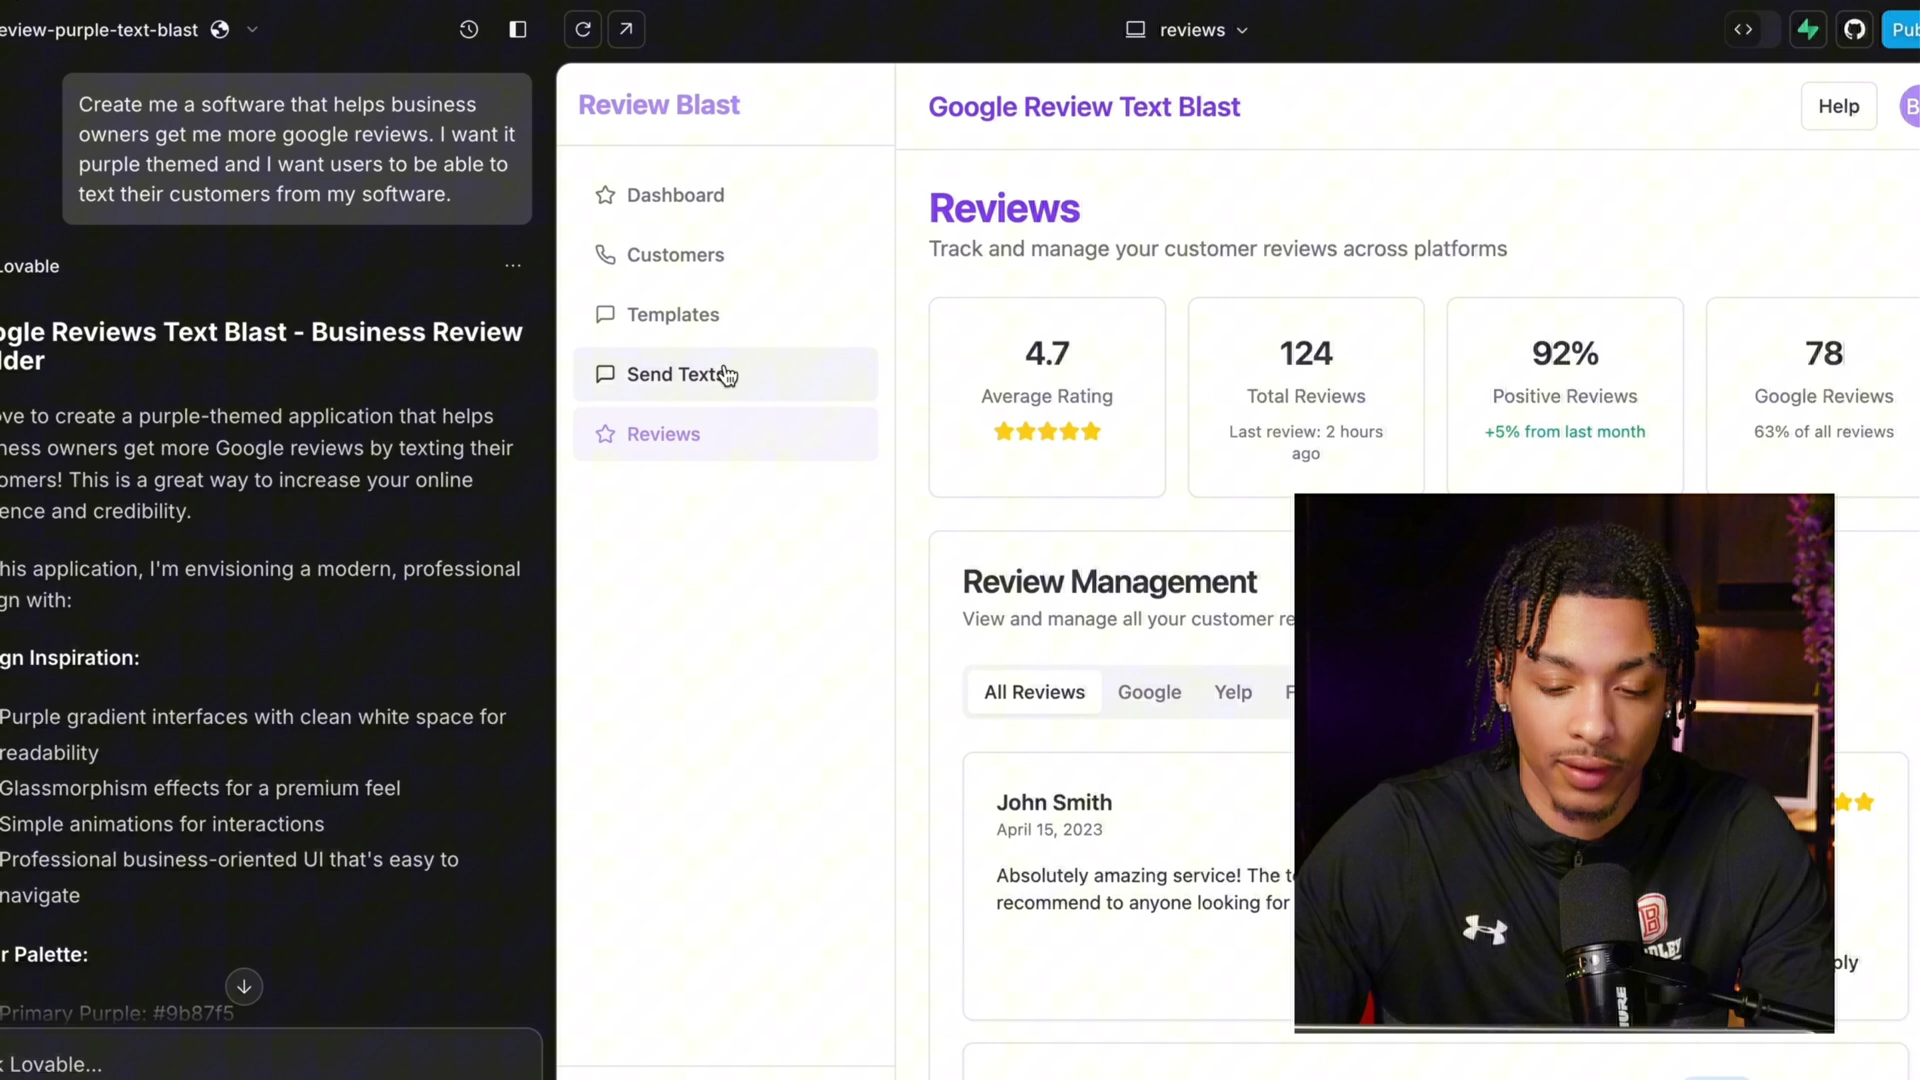 eview-purple-text-blast
Create me a software that helps business
owners get me more google reviews. I want it
purple themed and I want users to be able to
text their customers from my software.
Lovable
ogle Reviews Text Blast - Business Review
lder
ove to create a purple-themed application that helps
ness owners get more Google reviews by texting their
omers! This is a great way to increase your online
ence and credibility.
his application, I'm envisioning a modern, professional
gn with:
gn Inspiration:
Purple gradient interfaces with clean white space for
readability
Glassmorphism effects for a premium feel
Simple animations for interactions
Professional business-oriented UI that's easy to
navigate
r Palette:
Primary Purple: #9b87f5
k Lovable...
reviews
Pub
Review Blast
Dashboard
Customers
Templates
Send Texts
Reviews
Google Review Text Blast
Help
B
Reviews
Track and manage your customer reviews across platforms
4.7
Average Rating
124
Total Reviews
Last review: 2 hours
ago
92%
Positive Reviews
+5% from last month
78
Google Reviews
63% of all reviews
Review Management
View and manage all your customer re
All Reviews
Google
Yelp
F
John Smith
April 15, 2023
Absolutely amazing service! The te
recommend to anyone looking for
ply
B